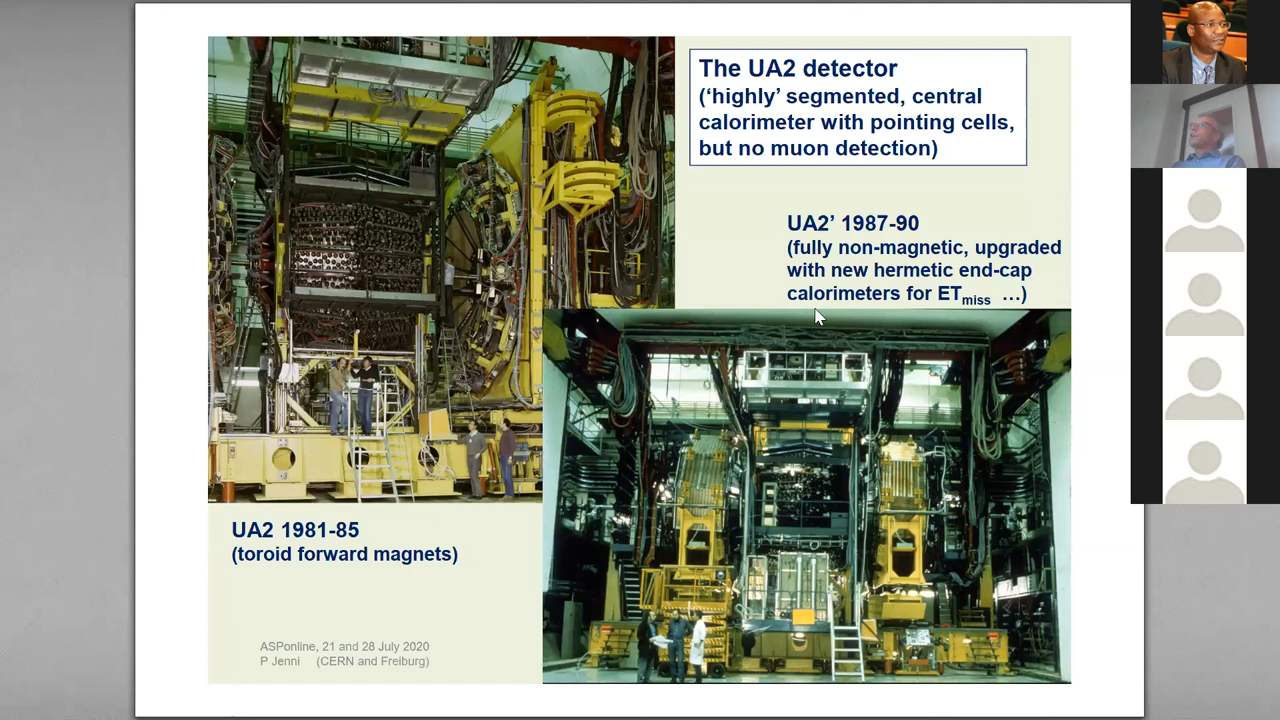 The UA2 detector
(‘highly’ segmented, central
calorimeter with pointing cells,
but no muon detection)
UA2’ 1987-90
(fully non-magnetic, upgraded
with new hermetic end-cap
calorimeters for ETmiss …)
UA2 1981-85
(toroid forward magnets)
ASPonline, 21 and 28 July 2020
P Jenni (CERN and Freiburg)